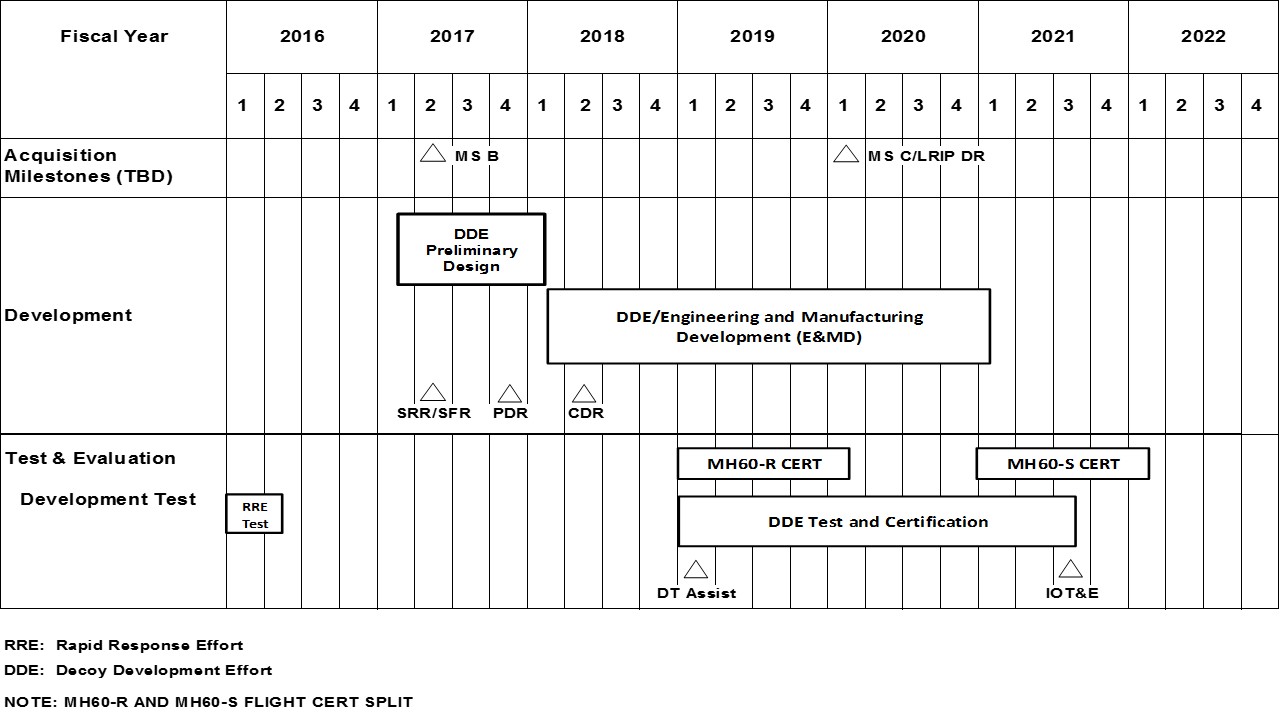 Fiscal Year 2016 2017 2018 2019 2020 2021 2022
1 2 3 4 1 2 3 4 1 2 3 4 1 2 3 4 1 2 3 4 1 2 3 4 1 2 3 4
Acquisition
Milestones (TBD)
MS B
MS C/LRIP DR
Development
DDE
Preliminary
Design
DDE/Engineering and Manufacturing
Development (E&MD)
SRR/SFR PDR CDR
Test & Evaluation
MH60-R CERT MH60-S CERT
Development Test
RRE
Test
DDE Test and Certification
DT Assist IOT&E
RRE: Rapid Response Effort
DDE: Decoy Development Effort
NOTE: MH60-R AND MH60-S FLIGHT CERT SPLIT